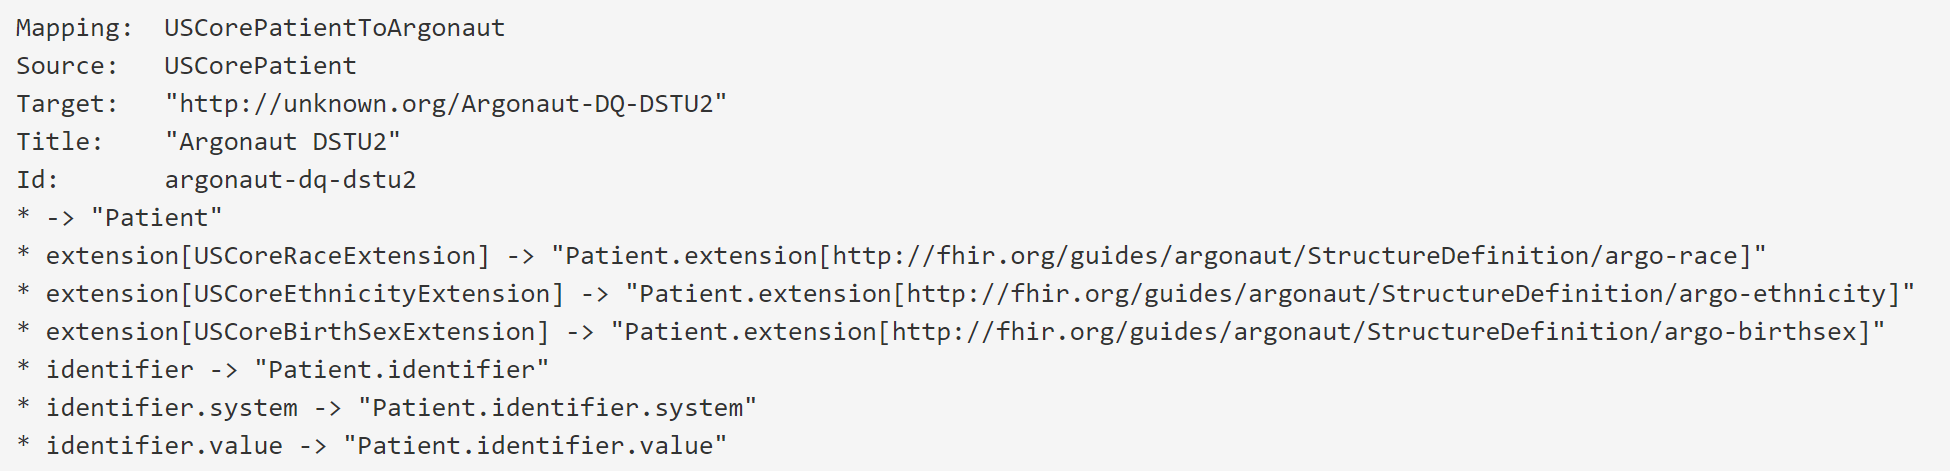 Mapping:  USCorePatientToArgonaut
Source:   USCorePatient
Target:   "http://unknown.org/Argonaut-DQ-DSTU2"
Title:    "Argonaut DSTU2"
Id:       argonaut-dq-dstu2
* -> "Patient"
* extension[USCoreRaceExtension] -> "Patient.extension[http://fhir.org/guides/argonaut/StructureDefinition/argo-race]"
* extension[USCoreEthnicityExtension] -> "Patient.extension[http://fhir.org/guides/argonaut/StructureDefinition/argo-ethnicity]"
* extension[USCoreBirthSexExtension] -> "Patient.extension[http://fhir.org/guides/argonaut/StructureDefinition/argo-birthsex]"
* identifier -> "Patient.identifier"
* identifier.system -> "Patient.identifier.system"
* identifier.value -> "Patient.identifier.value"